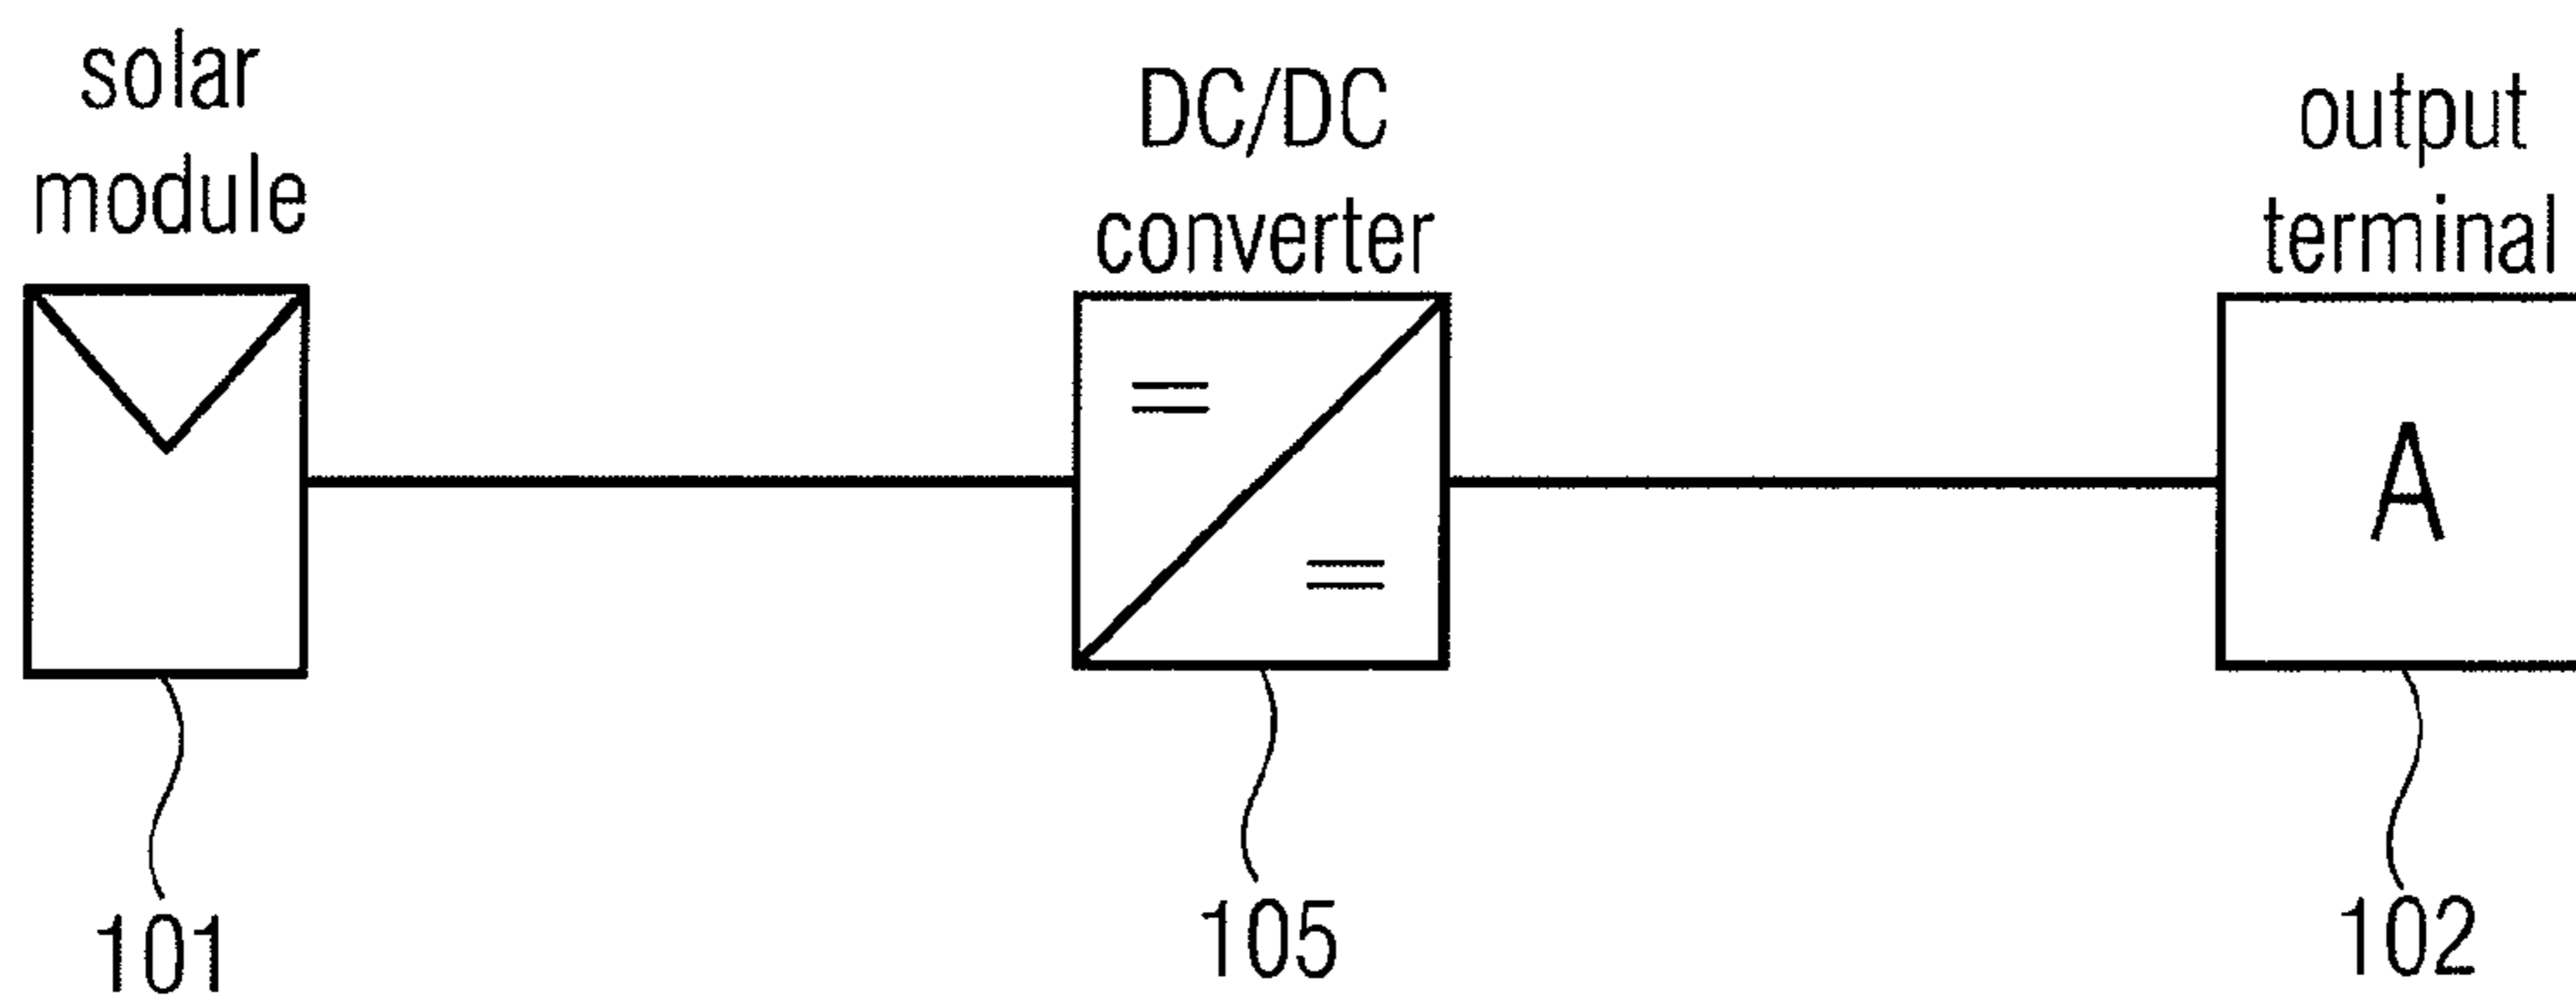 solar
module
DC/DC
converter
output
terminal
=
=
A
101
105
102